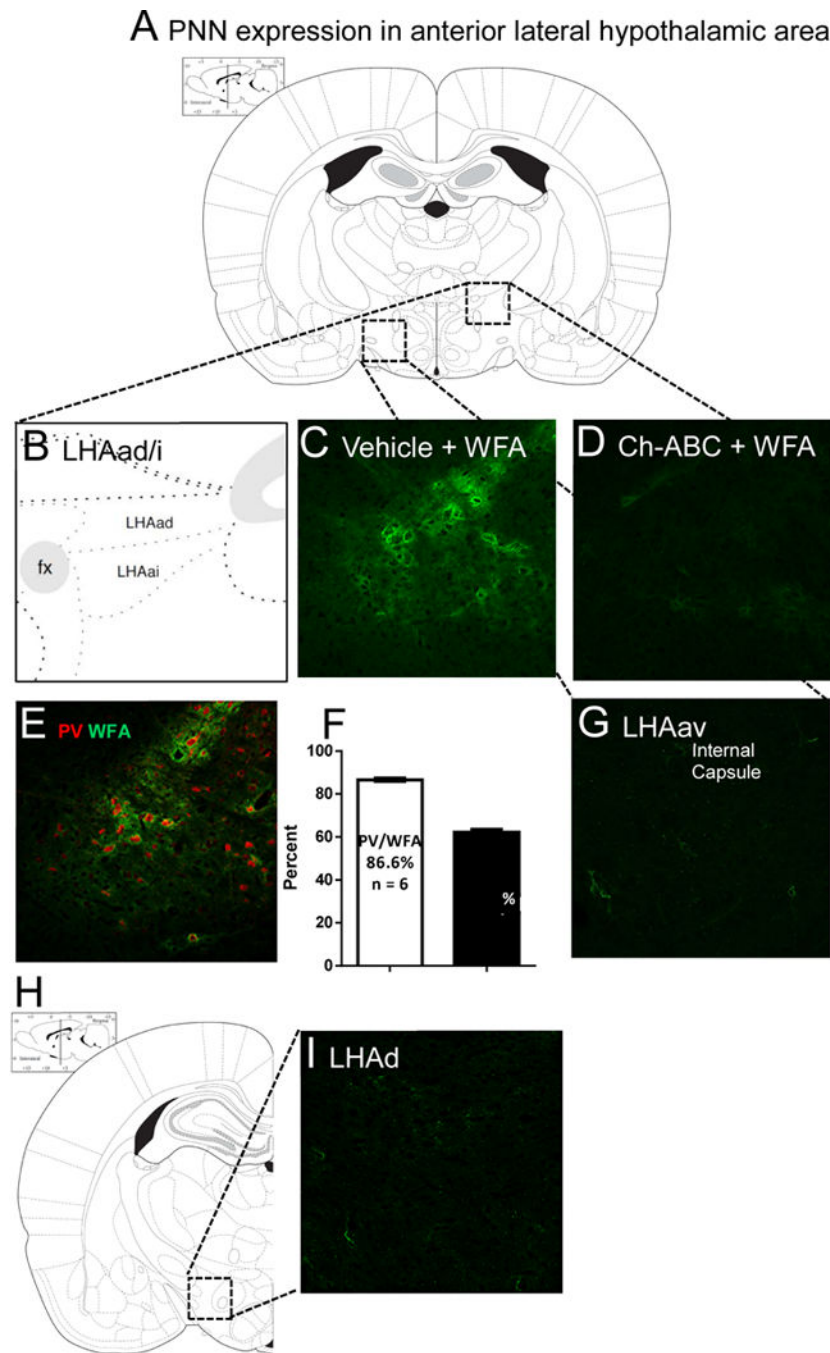 A PNN expression in anterior lateral hypothalamic area
B LHAad/i
LHAad
fx
LHAai
C Vehicle + WFA
D Ch-ABC + WFA
E PV WFA
F
100
80
60
40
20
0
Percent
PV/WFA
86.6%
n = 6
%
G LHAav
Internal
Capsule
H
I LHAd